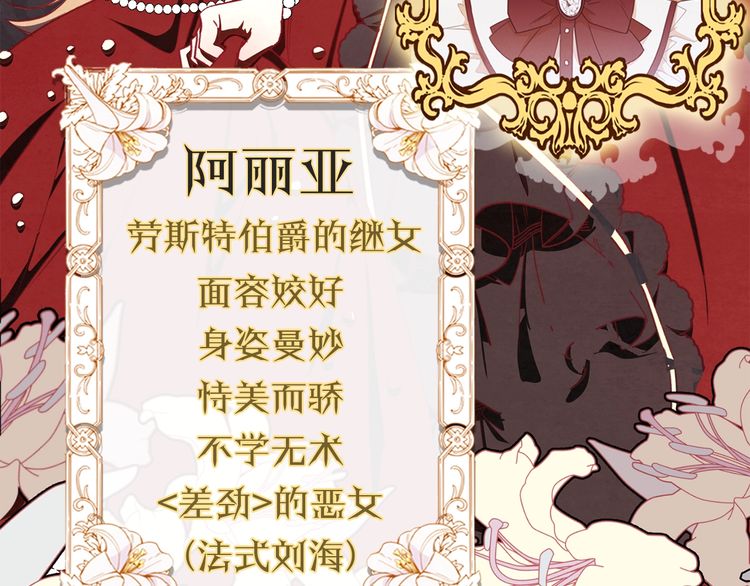 阿丽亚
劳斯特伯爵的继女
面容姣好
身姿曼妙
恃美而骄
不学无术
<差劲>的恶女
(法式刘海)